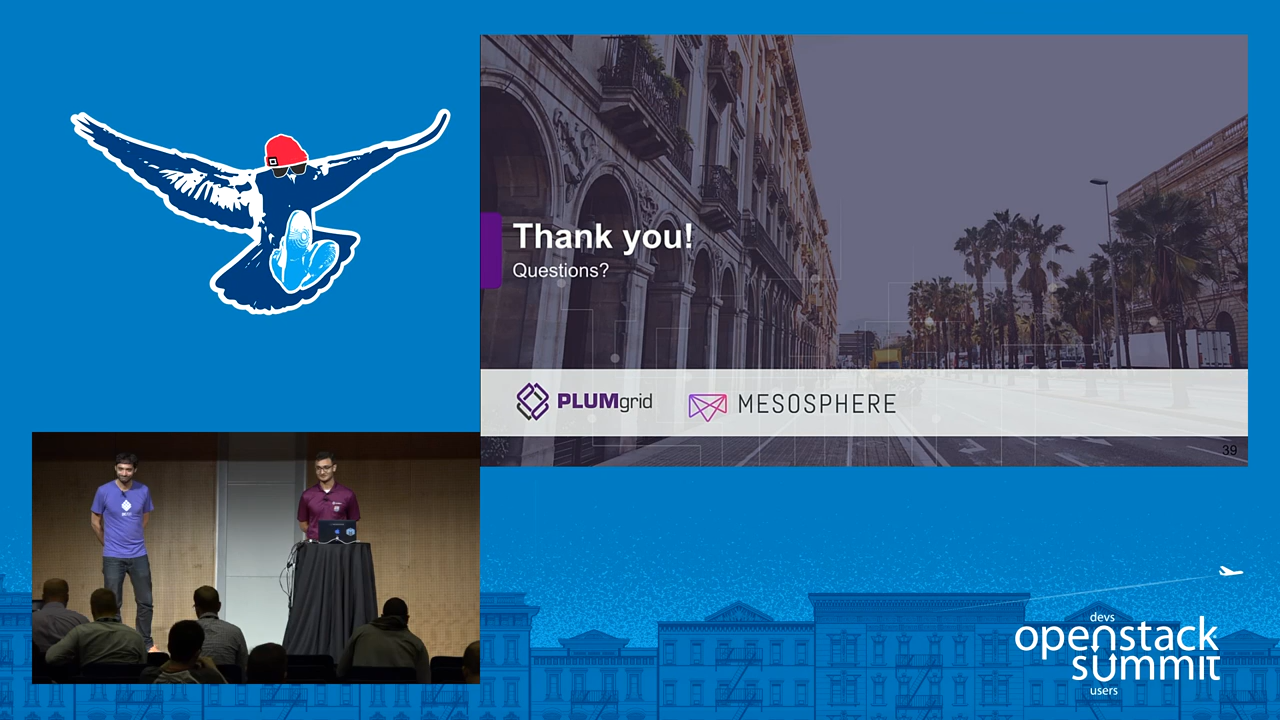 Thank you!
Questions?
PLUMgrid
MESOSPHERE
39
devs
openstack
summit
users